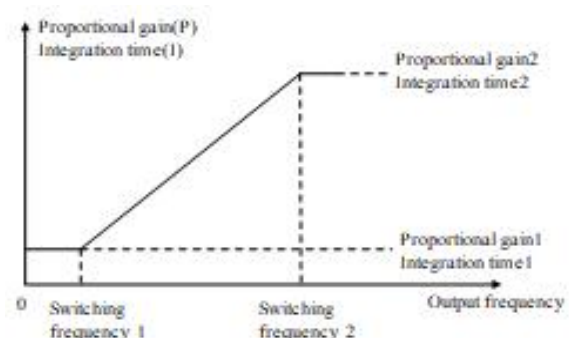 Proportional gain(P)
Integration time(I)
Proportional gain2
Integration time2
Proportional gain1
Integration time1
0
Switching
frequency 1
Switching
frequency 2
Output frequency